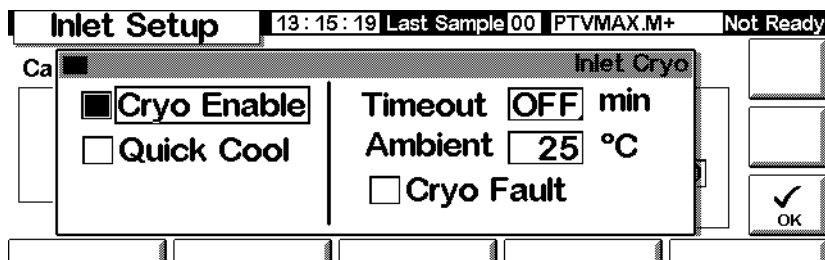 Inlet Setup 13:15:19 Last Sample 00 PTVMAX.M+ Not Ready
Ca Inlet Cryo
Cryo Enable Timeout OFF min
Quick Cool Ambient 25 ºC
Cryo Fault
OK